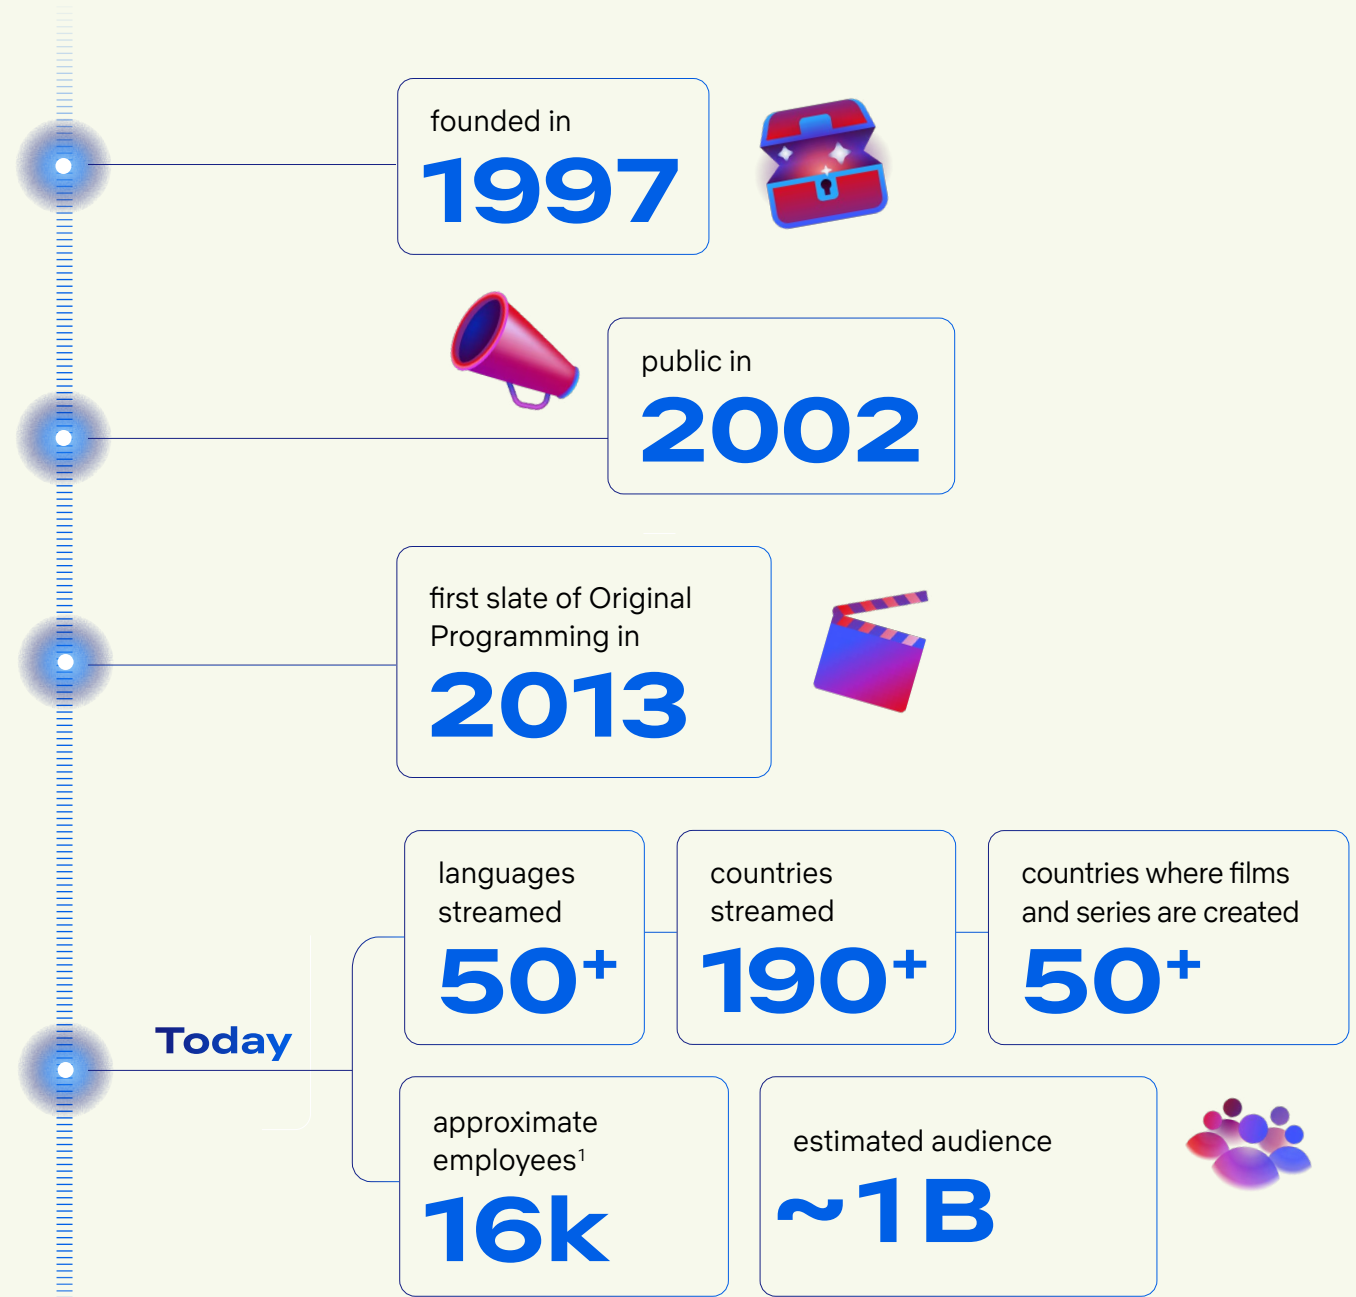 founded in
1997
public in
2002
first slate of Original
Programming in
2013
Today
languages
streamed
50+
countries
streamed
190+
countries where films
and series are created
50+
approximate
employees¹
16k
estimated audience
~1B